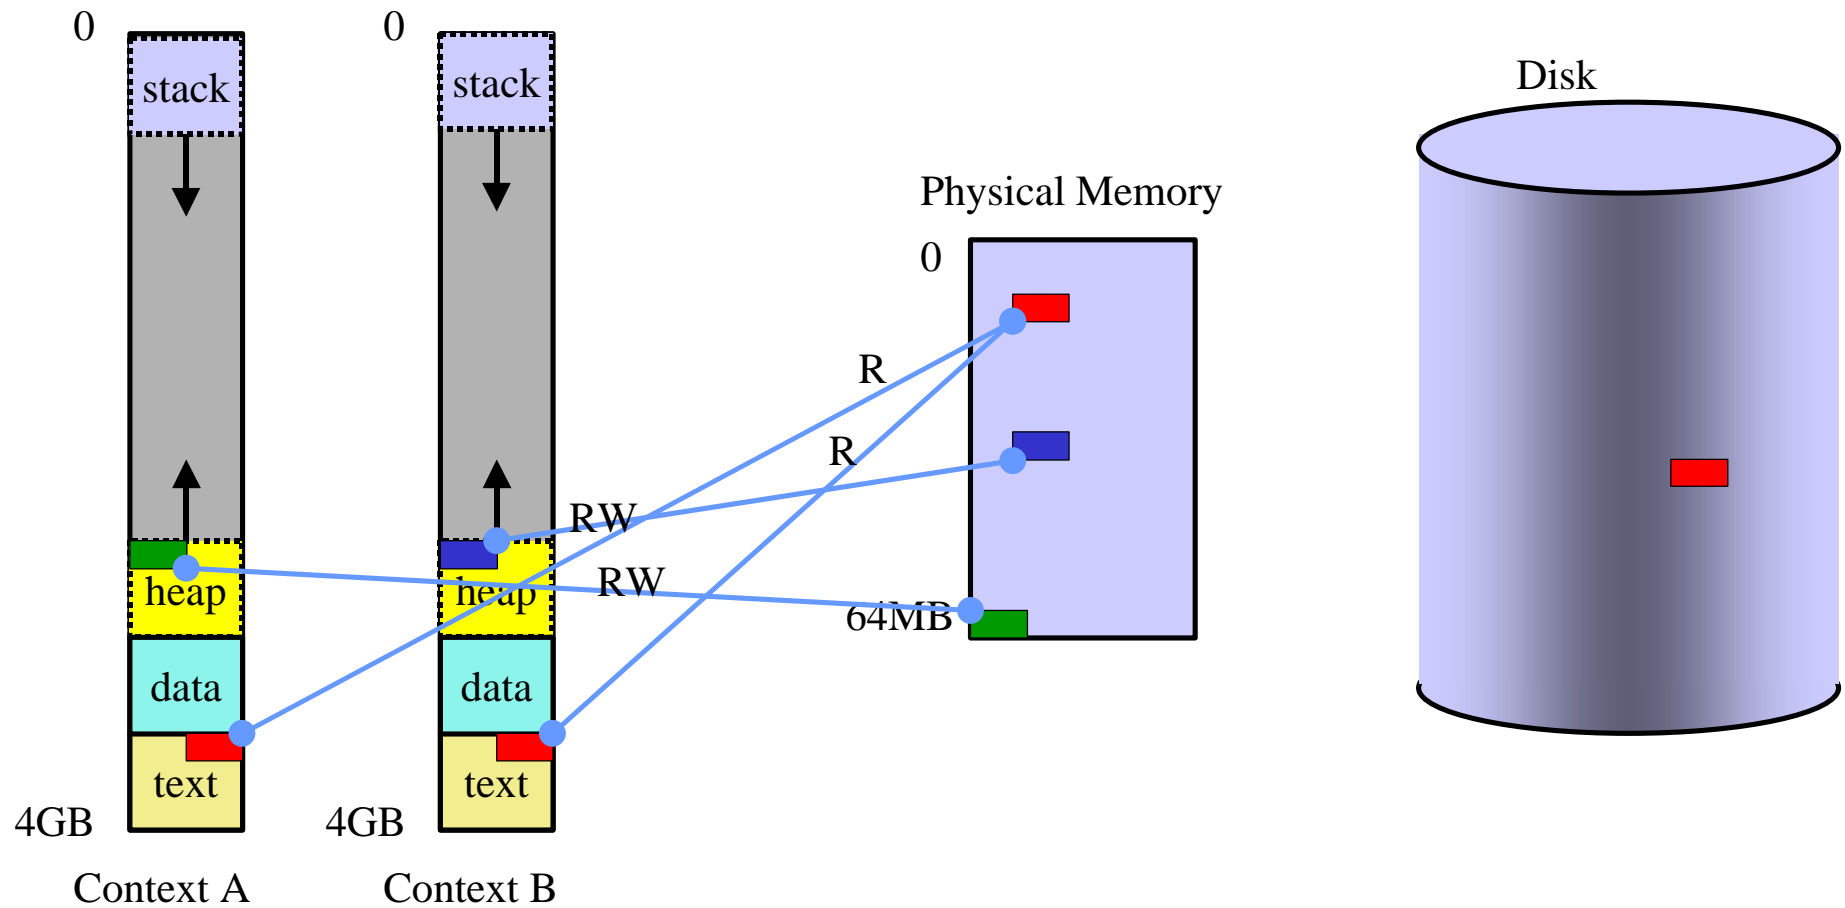 0
stack
heap
data
text
4GB
Context A
0
stack
heap
data
text
4GB
Context B
R
R
RW
RW
Physical Memory
0
64MB
Disk